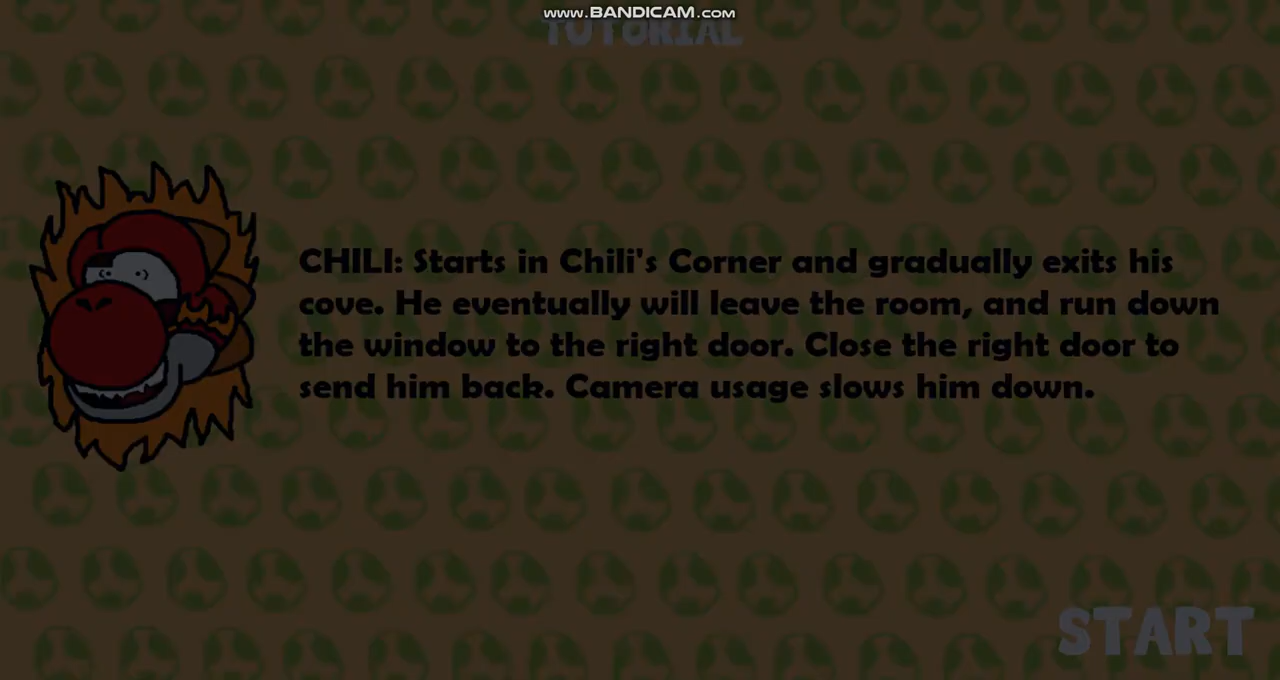 www.BANDICAM.com
TUTORIAL
CHILI: Starts in Chili's Corner and gradually exits his
cove. He eventually will leave the room, and run down
the window to the right door. Close the right door to
send him back. Camera usage slows him down.
START